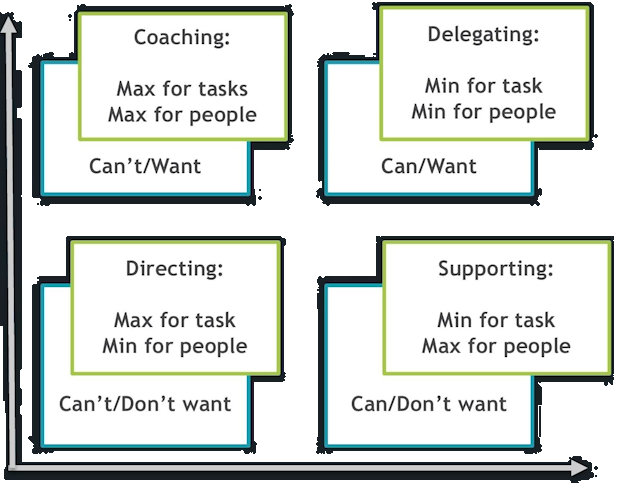 Coaching:
Max for tasks
Max for people
Can't/Want
Delegating:
Min for task
Min for people
Can/Want
Directing:
Max for task
Min for people
Can't/Don't want
Supporting:
Min for task
Max for people
Can/Don't want